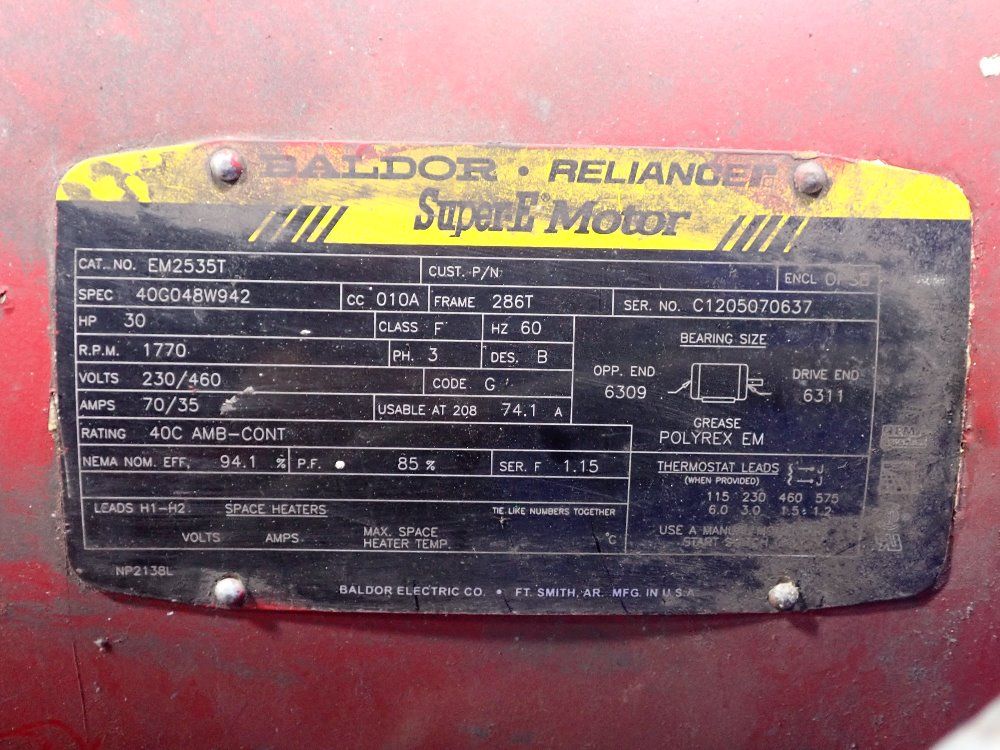 BALDOR · RELIANCER
SuperE Motor
CAT. NO. EM2535T CUST. P/N ENCL
SPEC 40G048W942 CC 010A FRAME 286T SER. NO. C1205070637
HP 30 CLASS F HZ 60 BEARING SIZE
R.P.M. 1770 PH. 3 DES. B OPP. END 6309 DRIVE END 6311
VOLTS 230/460 CODE G
AMPS 70/35 USABLE AT 208 74.1 A GREASE
RATING 40C AMB-CONT POLYREX EM
NEMA NOM. EFF. 94.1 % P.F. 85 % SER. F 1.15 THERMOSTAT LEADS J
(WHEN PROVIDED) J
115 230 460 575
LEADS H1-H2 SPACE HEATERS TIE LIKE NUMBERS TOGETHER 6.0 3.0 1.5 1.2
VOLTS AMPS MAX. SPACE HEATER TEMP. °C USE A
START
NP2138L
BALDOR ELECTRIC CO. • FT. SMITH, AR. MFG. IN U.S.A